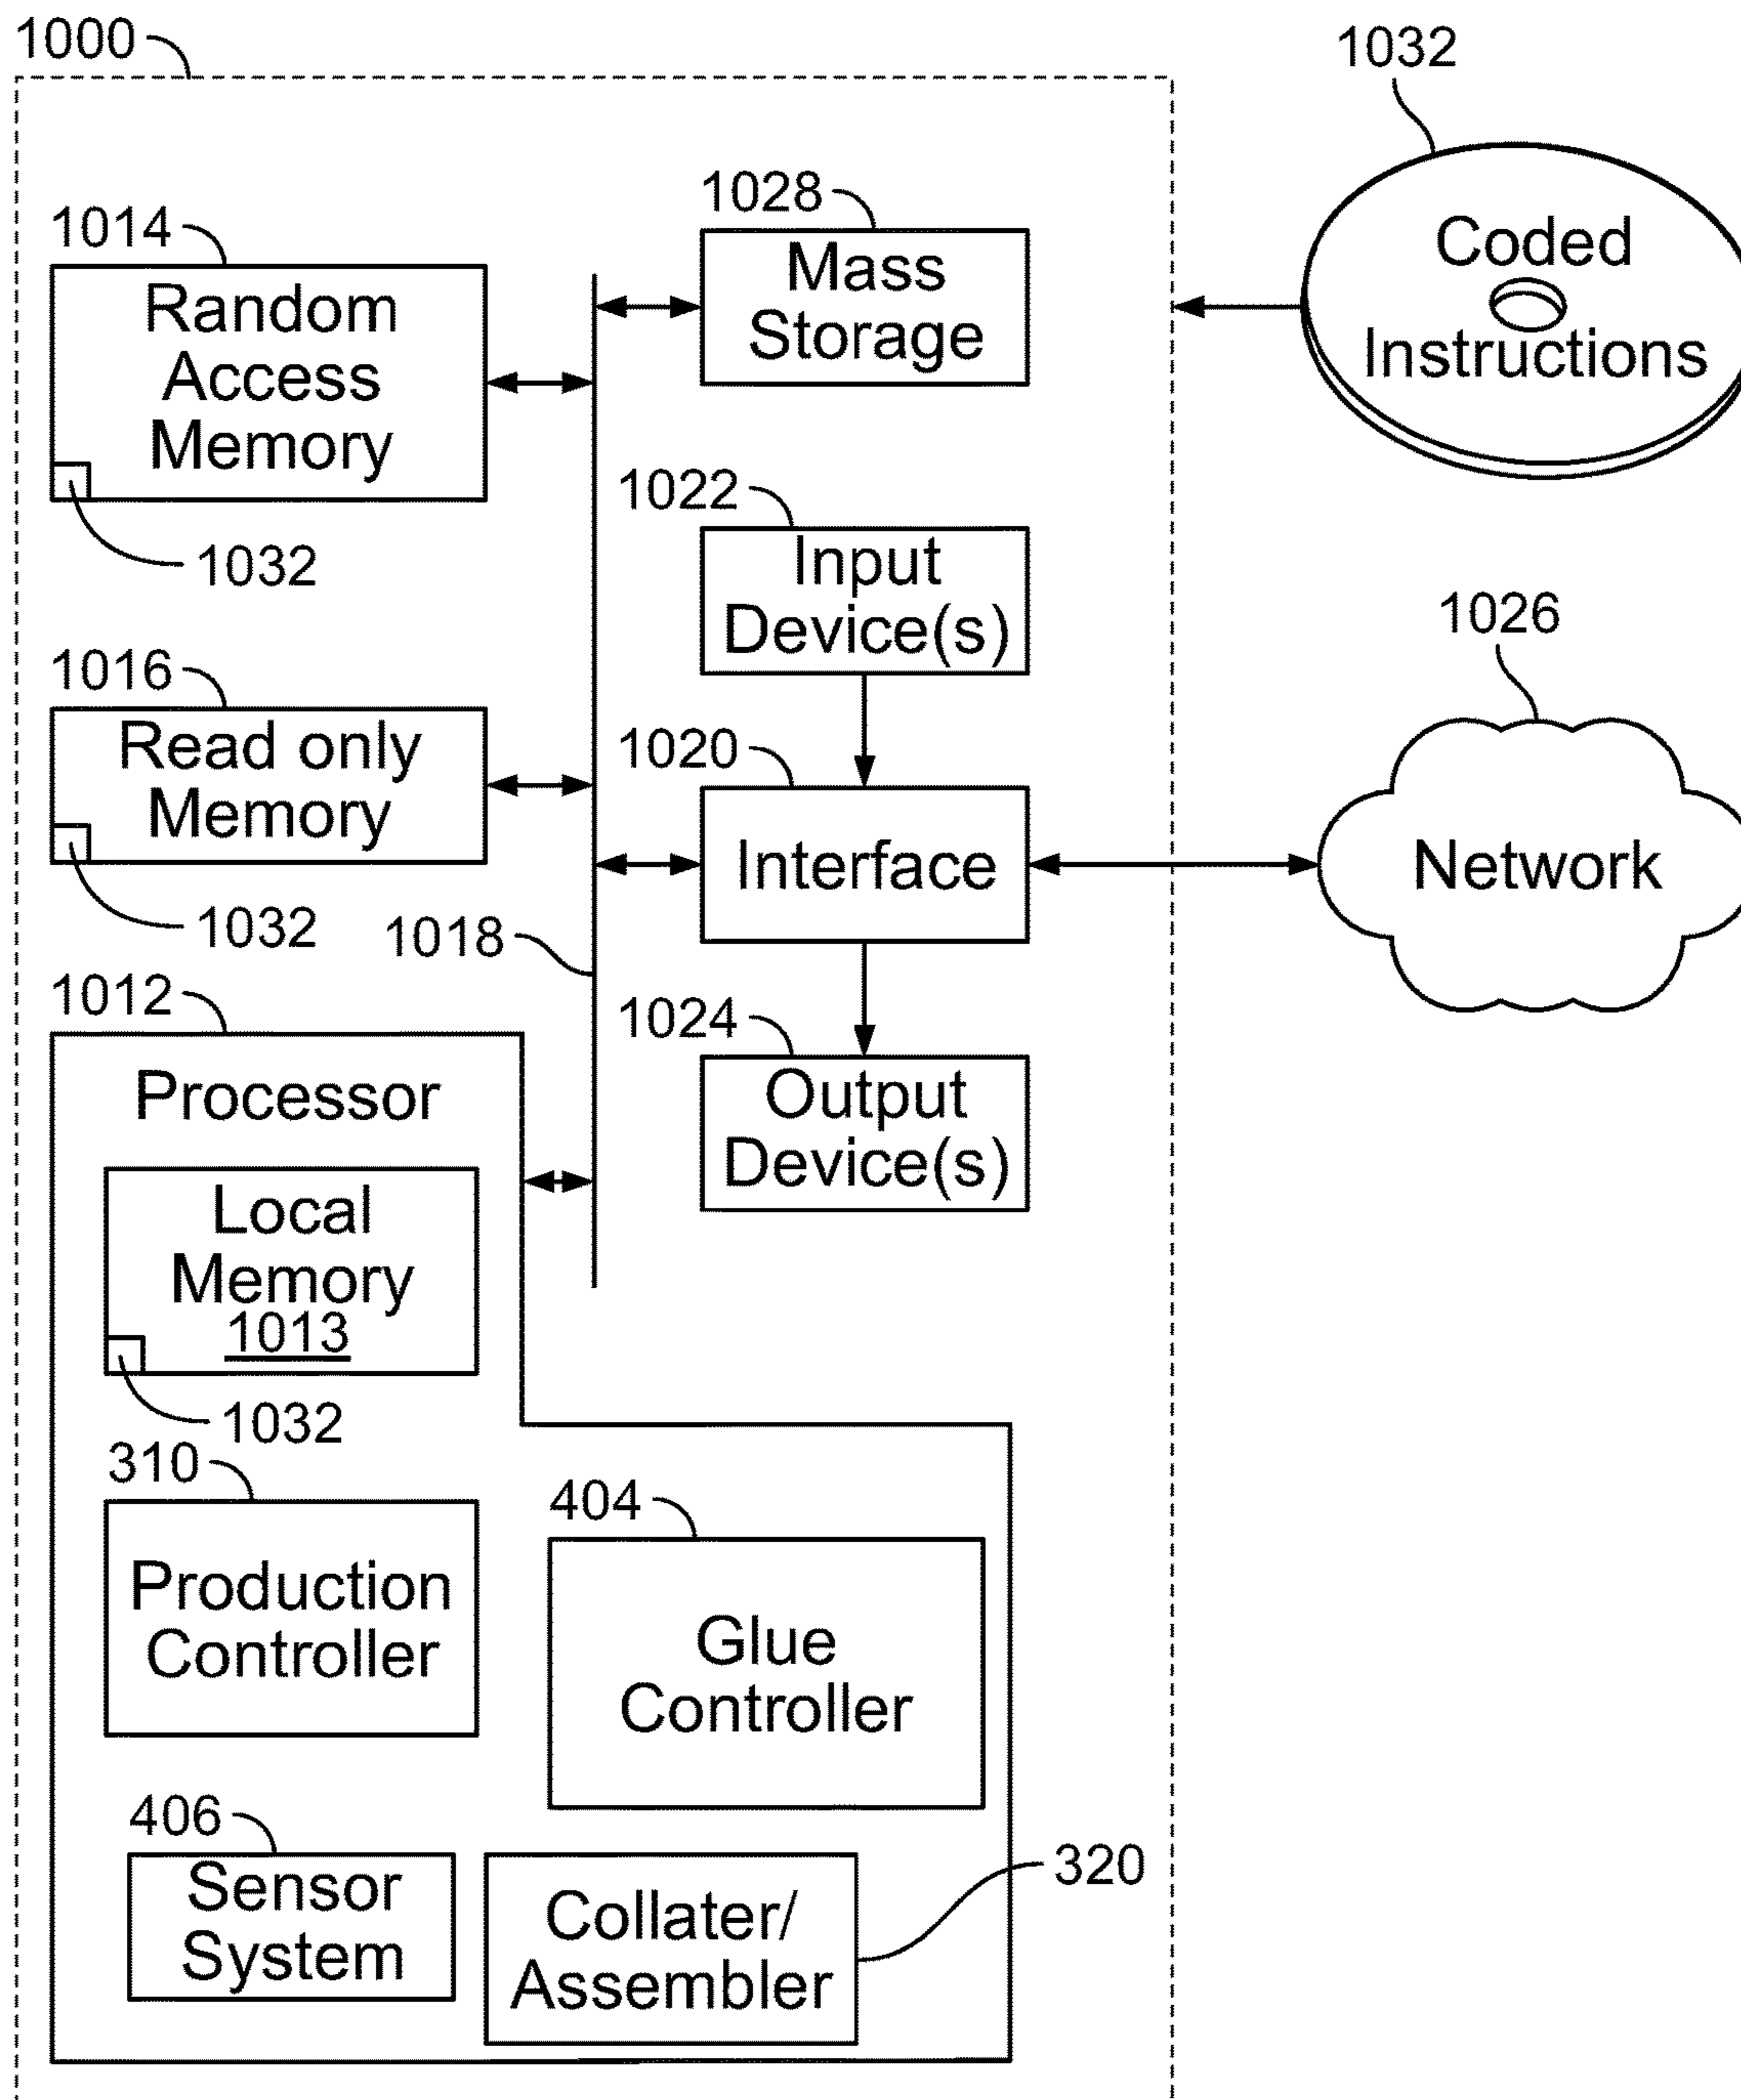 1000
1032
1028
Mass
Storage
1014
Random
Access
Memory
1032
Coded
Instructions
1022
Input
Device(s)
1026
Network
1016
Read only
Memory
1032
1020
Interface
1018
1012
Processor
1024
Output
Device(s)
Local
Memory
1013
1032
310
Production
Controller
404
Glue
Controller
406
Sensor
System
Collater/
Assembler
320